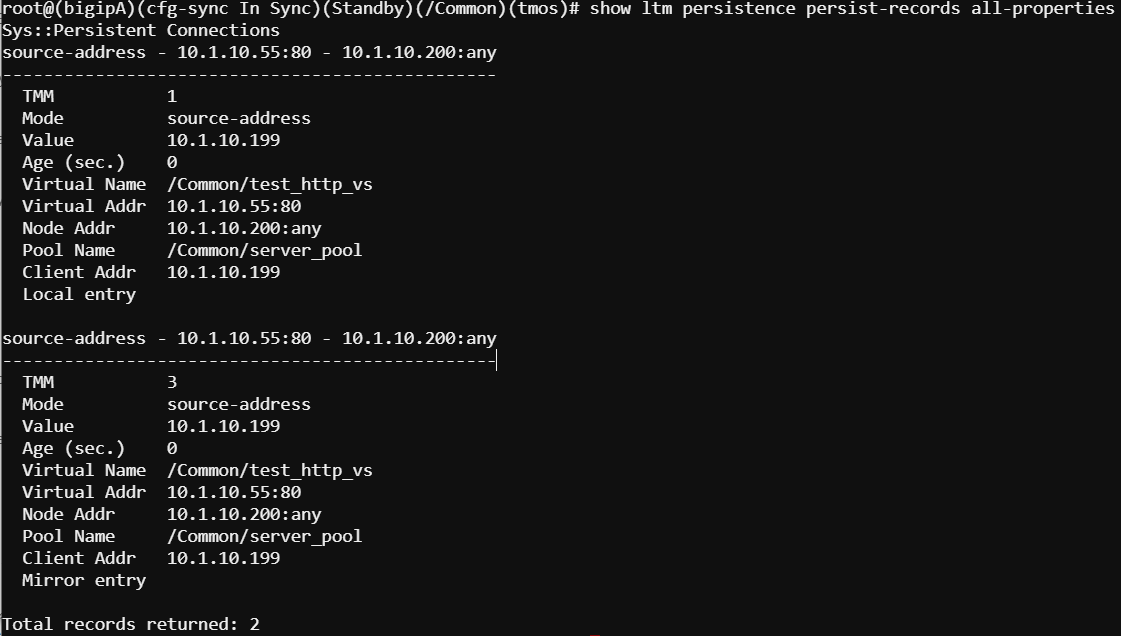 root@(bigipA)(cfg-sync In Sync)(Standby)(/Common)(tmos)# show ltm persistence persist-records all-properties
Sys::Persistent Connections
source-address - 10.1.10.55:80 - 10.1.10.200:any
------------------------------------------------
  TMM           1
  Mode          source-address
  Value         10.1.10.199
  Age (sec.)    0
  Virtual Name  /Common/test_http_vs
  Virtual Addr  10.1.10.55:80
  Node Addr     10.1.10.200:any
  Pool Name     /Common/server_pool
  Client Addr   10.1.10.199
  Local entry

source-address - 10.1.10.55:80 - 10.1.10.200:any
------------------------------------------------
  TMM           3
  Mode          source-address
  Value         10.1.10.199
  Age (sec.)    0
  Virtual Name  /Common/test_http_vs
  Virtual Addr  10.1.10.55:80
  Node Addr     10.1.10.200:any
  Pool Name     /Common/server_pool
  Client Addr   10.1.10.199
  Mirror entry

Total records returned: 2